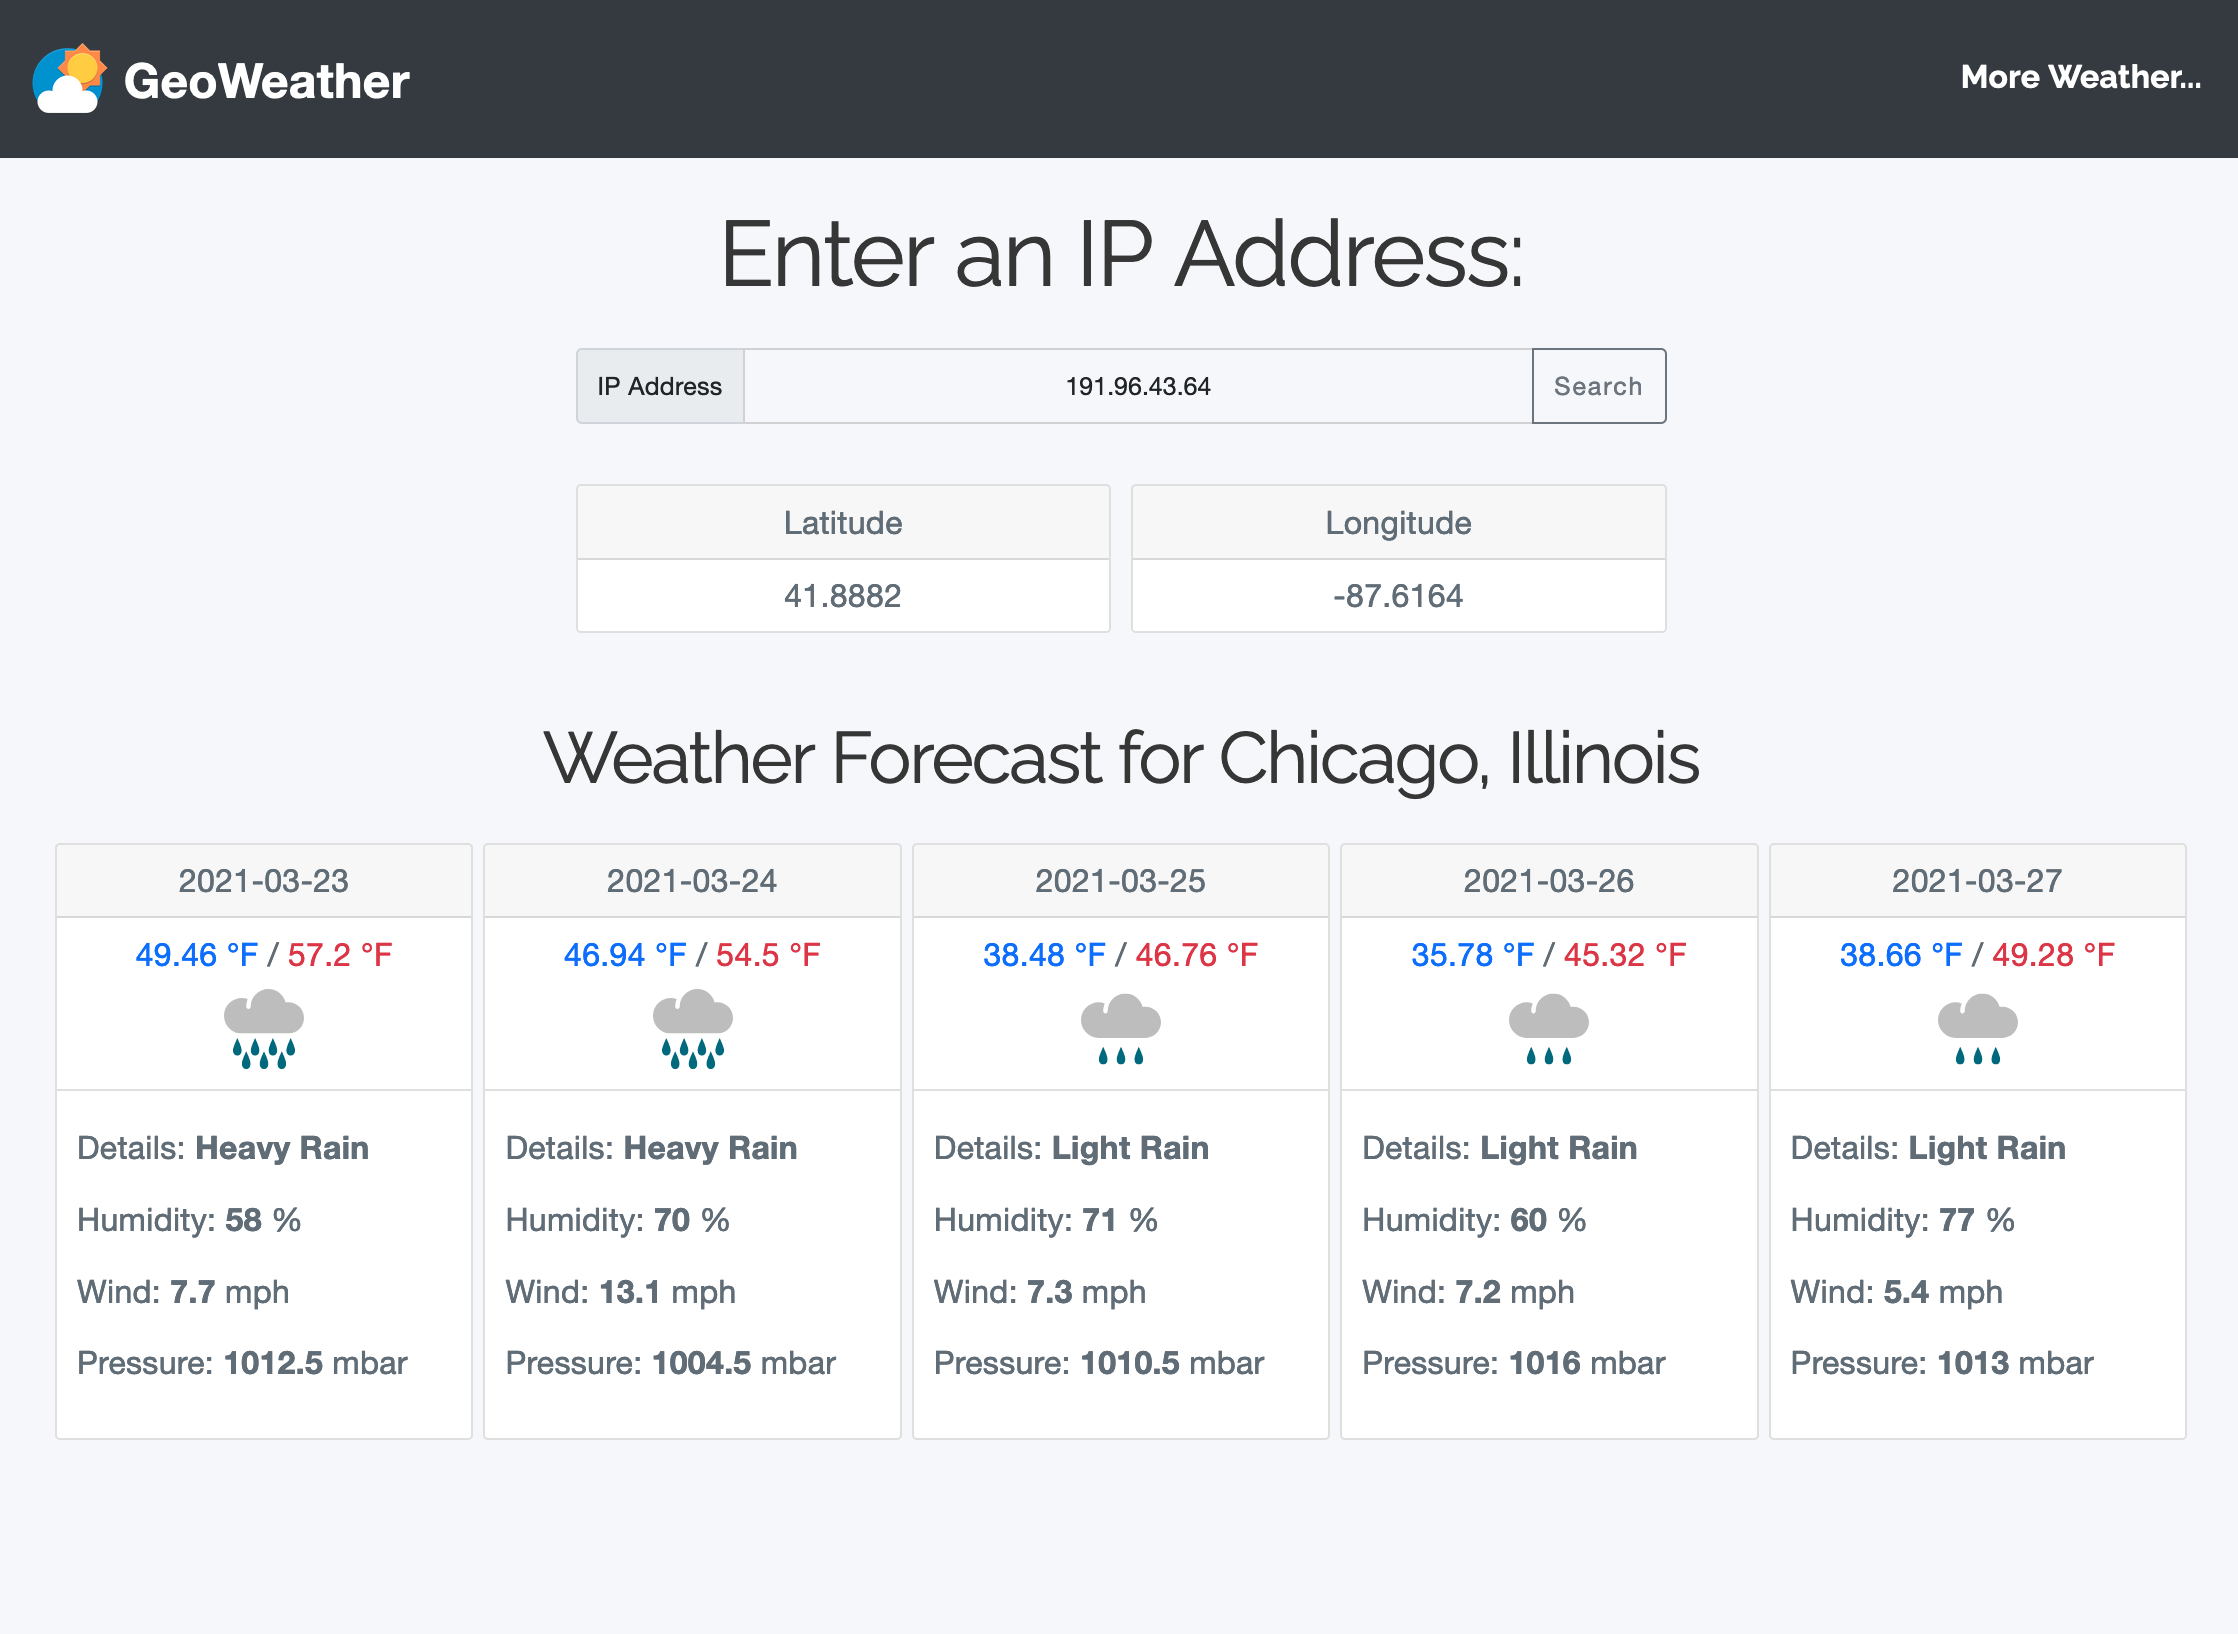 GeoWeather
More Weather...
Enter an IP Address:
IP Address 191.96.43.64 Search
Latitude Longitude
41.8882 -87.6164
Weather Forecast for Chicago, Illinois
2021-03-23
49.46 °F / 57.2 °F
Details: Heavy Rain
Humidity: 58 %
Wind: 7.7 mph
Pressure: 1012.5 mbar
2021-03-24
46.94 °F / 54.5 °F
Details: Heavy Rain
Humidity: 70 %
Wind: 13.1 mph
Pressure: 1004.5 mbar
2021-03-25
38.48 °F / 46.76 °F
Details: Light Rain
Humidity: 71 %
Wind: 7.3 mph
Pressure: 1010.5 mbar
2021-03-26
35.78 °F / 45.32 °F
Details: Light Rain
Humidity: 60 %
Wind: 7.2 mph
Pressure: 1016 mbar
2021-03-27
38.66 °F / 49.28 °F
Details: Light Rain
Humidity: 77 %
Wind: 5.4 mph
Pressure: 1013 mbar